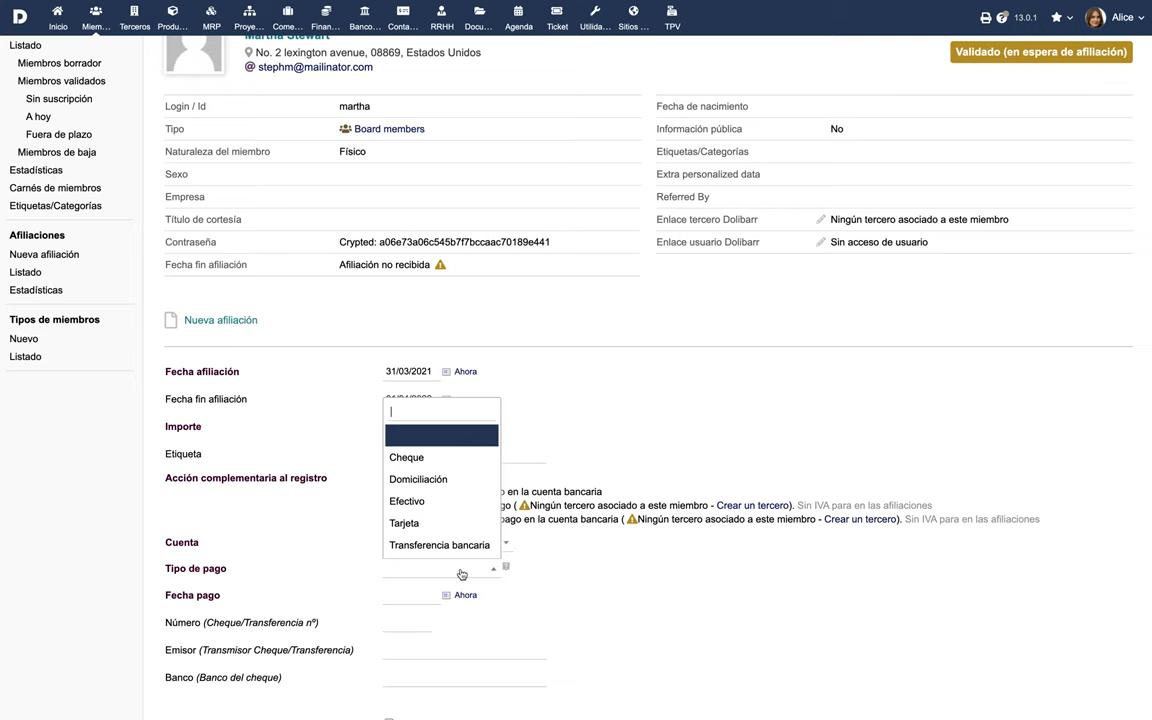 D
Inicio
Miem...
Terceros
Produ...
MRP
Proye...
Come...
Finan...
Banco...
Conta...
RRHH
Docu...
Agenda
Ticket
Utilida...
Sitios ...
TPV
13.0.1
Alice
Listado
Miembros borrador
Miembros validados
Sin suscripción
A hoy
Fuera de plazo
Miembros de baja
Estadísticas
Carnés de miembros
Etiquetas/Categorías
Afiliaciones
Nueva afiliación
Listado
Estadísticas
Tipos de miembros
Nuevo
Listado
Martha Stewart
No. 2 lexington avenue, 08869, Estados Unidos
@ stephm@mailinator.com
Validado (en espera de afiliación)
Login / Id martha
Tipo Board members
Naturaleza del miembro Físico
Sexo
Empresa
Título de cortesía
Contraseña Crypted: a06e73a06c545b7f7bccaac70189e441
Fecha fin afiliación Afiliación no recibida
Fecha de nacimiento
Información pública No
Etiquetas/Categorías
Extra personalized data
Referred By
Enlace tercero Dolibarr Ningún tercero asociado a este miembro
Enlace usuario Dolibarr Sin acceso de usuario
Nueva afiliación
Fecha afiliación 31/03/2021 Ahora
Fecha fin afiliación
Importe
Etiqueta
Acción complementaria al registro
o en la cuenta bancaria
go ( Ningún tercero asociado a este miembro - Crear un tercero). Sin IVA para en las afiliaciones
pago en la cuenta bancaria ( Ningún tercero asociado a este miembro - Crear un tercero). Sin IVA para en las afiliaciones
Cheque
Domiciliación
Efectivo
Tarjeta
Transferencia bancaria
Cuenta
Tipo de pago
Fecha pago Ahora
Número (Cheque/Transferencia nº)
Emisor (Transmisor Cheque/Transferencia)
Banco (Banco del cheque)